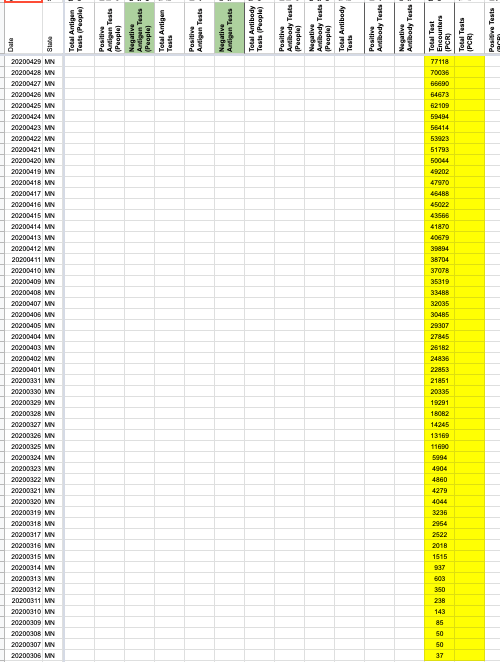 Date
State
Total Antigen
Tests (People)
Positive
Antigen Tests
(People)
Negative
Antigen Tests
(People)
Total Antigen
Tests
Positive
Antigen Tests
Negative
Antigen Tests
Total Antibody
Tests (People)
Positive
Antibody Tests
(People)
Negative
Antibody Tests
(People)
Total Antibody
Tests
Positive
Antibody Tests
Negative
Antibody Tests
Total Test
Encounters
(PCR)
Total Tests
(PCR)
Positive Tests
(PCR)
20200429 MN 77118
20200428 MN 70036
20200427 MN 66690
20200426 MN 64673
20200425 MN 62109
20200424 MN 59494
20200423 MN 56414
20200422 MN 53923
20200421 MN 51793
20200420 MN 50044
20200419 MN 49202
20200418 MN 47970
20200417 MN 46488
20200416 MN 45022
20200415 MN 43566
20200414 MN 41870
20200413 MN 40679
20200412 MN 39894
20200411 MN 38704
20200410 MN 37078
20200409 MN 35319
20200408 MN 33488
20200407 MN 32035
20200406 MN 30485
20200405 MN 29307
20200404 MN 27845
20200403 MN 26182
20200402 MN 24836
20200401 MN 22853
20200331 MN 21851
20200330 MN 20335
20200329 MN 19291
20200328 MN 18082
20200327 MN 14245
20200326 MN 13169
20200325 MN 11690
20200324 MN 5994
20200323 MN 4904
20200322 MN 4860
20200321 MN 4279
20200320 MN 4044
20200319 MN 3236
20200318 MN 2954
20200317 MN 2522
20200316 MN 2018
20200315 MN 1515
20200314 MN 937
20200313 MN 603
20200312 MN 350
20200311 MN 238
20200310 MN 143
20200309 MN 85
20200308 MN 50
20200307 MN 50
20200306 MN 37